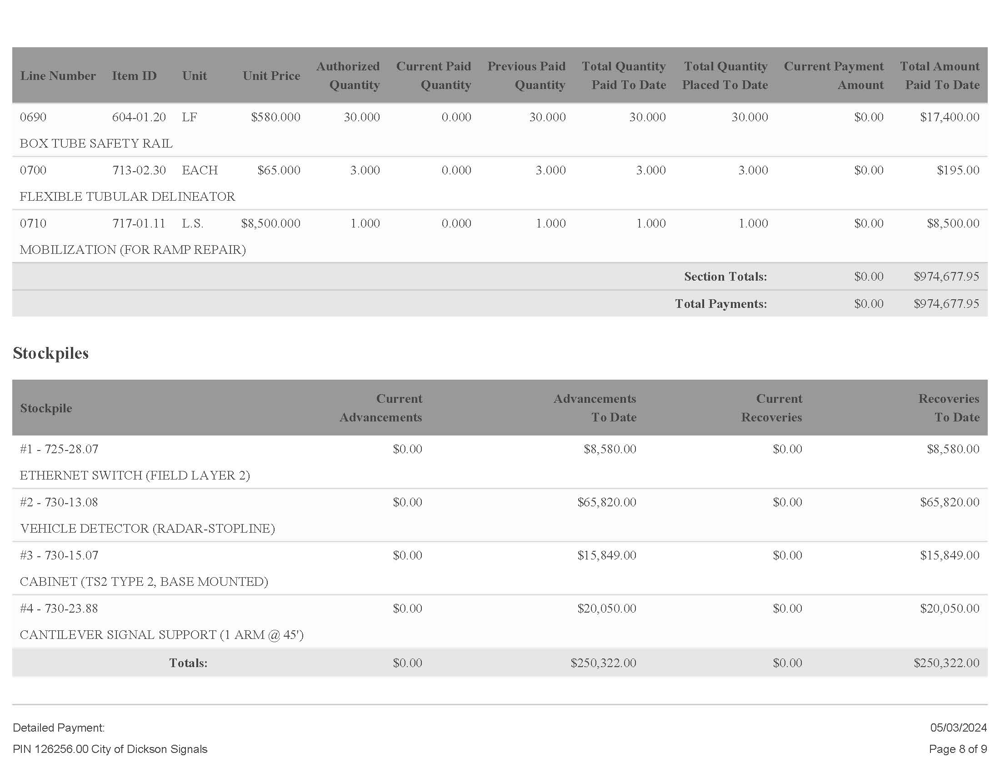 Line Number Item ID Unit Unit Price Authorized Quantity Current Paid Quantity Previous Paid Quantity Total Quantity Paid To Date Total Quantity Placed To Date Current Payment Amount Total Amount Paid To Date
0690 604-01.20 LF $580.000 30.000 0.000 30.000 30.000 30.000 $0.00 $17,400.00
BOX TUBE SAFETY RAIL
0700 713-02.30 EACH $65.000 3.000 0.000 3.000 3.000 3.000 $0.00 $195.00
FLEXIBLE TUBULAR DELINEATOR
0710 717-01.11 L.S. $8,500.000 1.000 0.000 1.000 1.000 1.000 $0.00 $8,500.00
MOBILIZATION (FOR RAMP REPAIR)
Section Totals: $0.00 $974,677.95
Total Payments: $0.00 $974,677.95
Stockpiles
Stockpile Current Advancements Advancements To Date Current Recoveries Recoveries To Date
#1 - 725-28.07 $0.00 $8,580.00 $0.00 $8,580.00
ETHERNET SWITCH (FIELD LAYER 2)
#2 - 730-13.08 $0.00 $65,820.00 $0.00 $65,820.00
VEHICLE DETECTOR (RADAR-STOPLINE)
#3 - 730-15.07 $0.00 $15,849.00 $0.00 $15,849.00
CABINET (TS2 TYPE 2, BASE MOUNTED)
#4 - 730-23.88 $0.00 $20,050.00 $0.00 $20,050.00
CANTILEVER SIGNAL SUPPORT (1 ARM @ 45')
Totals: $0.00 $250,322.00 $0.00 $250,322.00
Detailed Payment: 05/03/2024
PIN 126256.00 City of Dickson Signals Page 8 of 9